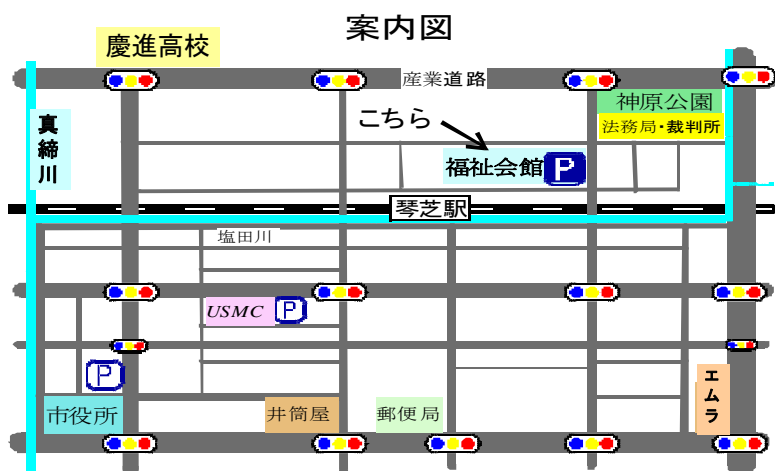 案内図
慶進高校
産業道路
神原公園
法務局・裁判所
真締川
こちら
福祉会館 P
琴芝駅
塩田川
USMC P
P
エムラ
市役所
井筒屋
郵便局